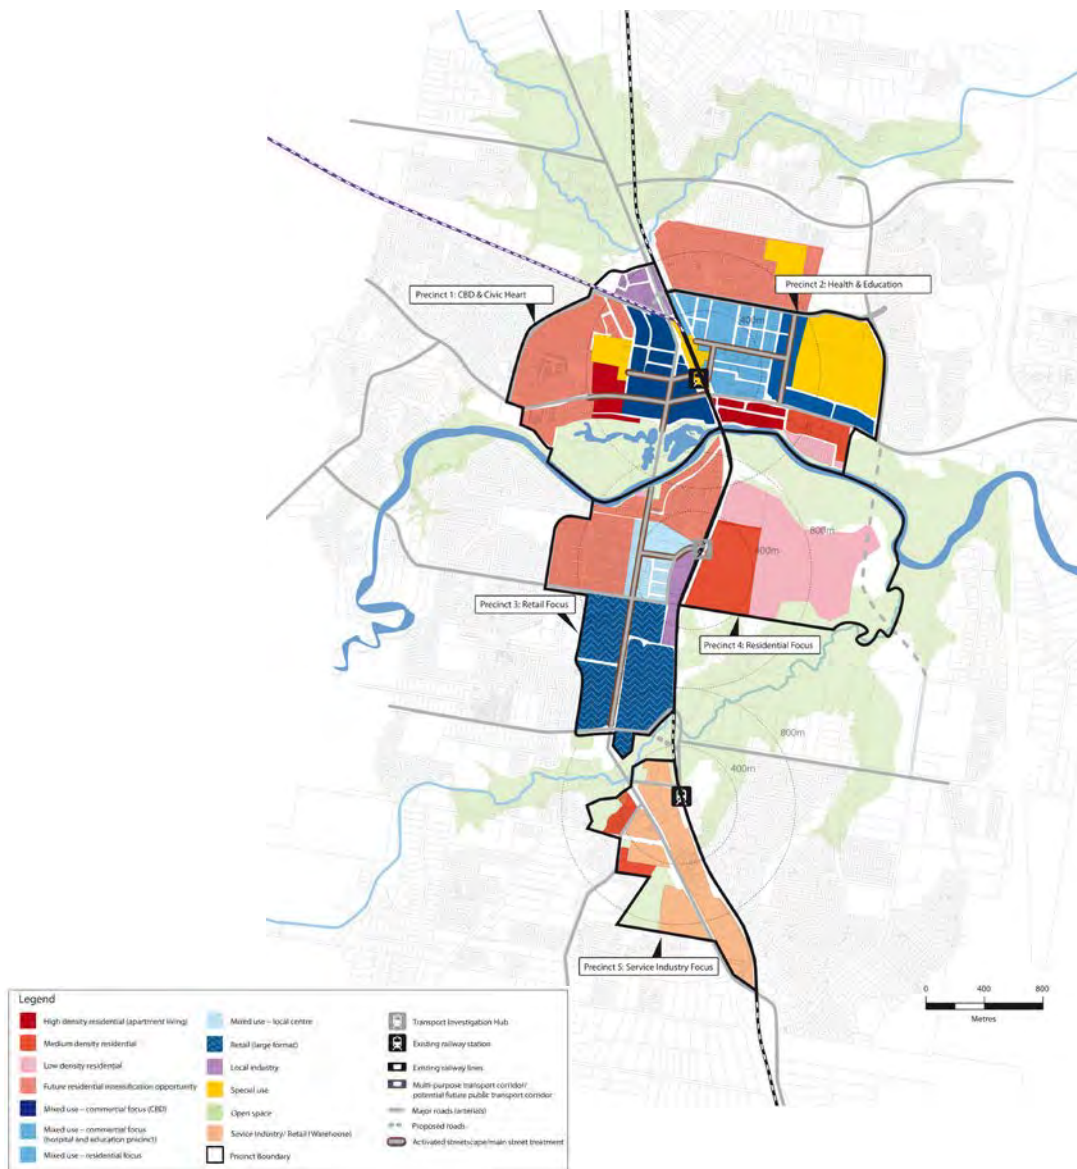 Precinct 1: CBD & Civic Heart
Precinct 2: Health & Education
400m
800m
400m
Precinct 3: Retail Focus
Precinct 4: Residential Focus
800m
400m
Precinct 5: Service Industry Focus
0 400 800
Metres
Legend
High density residential (apartment living)
Medium density residential
Low density residential
Future residential intensification opportunity
Mixed use – commercial focus (CBD)
Mixed use – commercial focus
(hospital and education precinct)
Mixed use – residential focus
Mixed use – local centre
Retail (large format)
Local industry
Special use
Open space
Sevice Industry/ Retail (Warehouse)
Precinct Boundary
Transport Investigation Hub
Existing railway station
Existing railway lines
Multi-purpose transport corridor/
potential future public transport corridor
Major roads (arterials)
Proposed roads
Activated streetscape/main street treatment